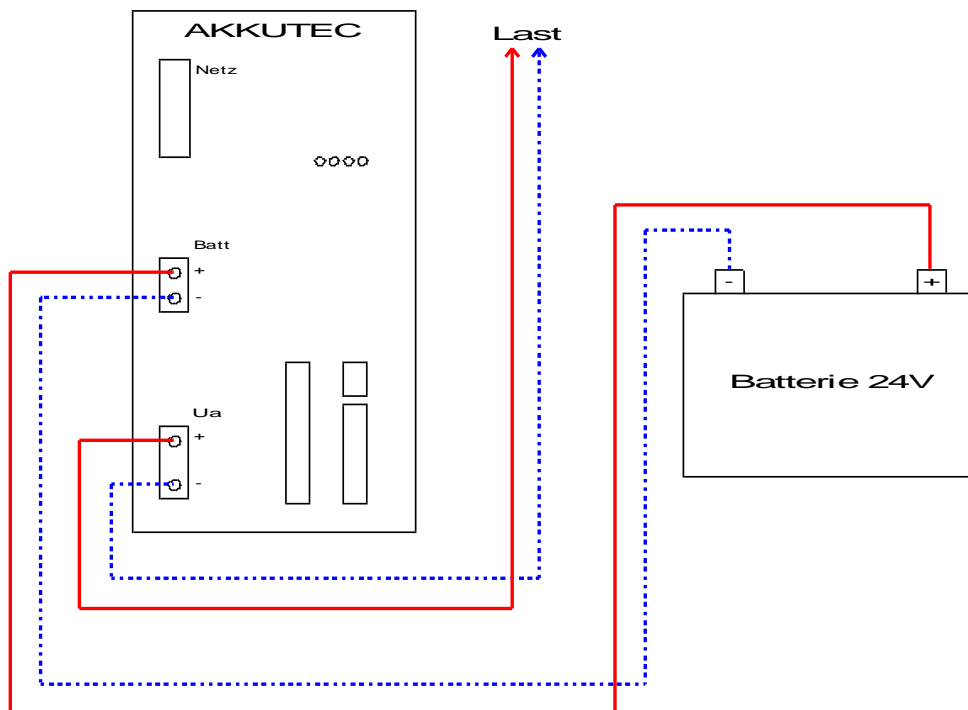 AKKUTEC
Last
Netz
Batt
+
-
- +
Batterie 24V
Ua
+
-